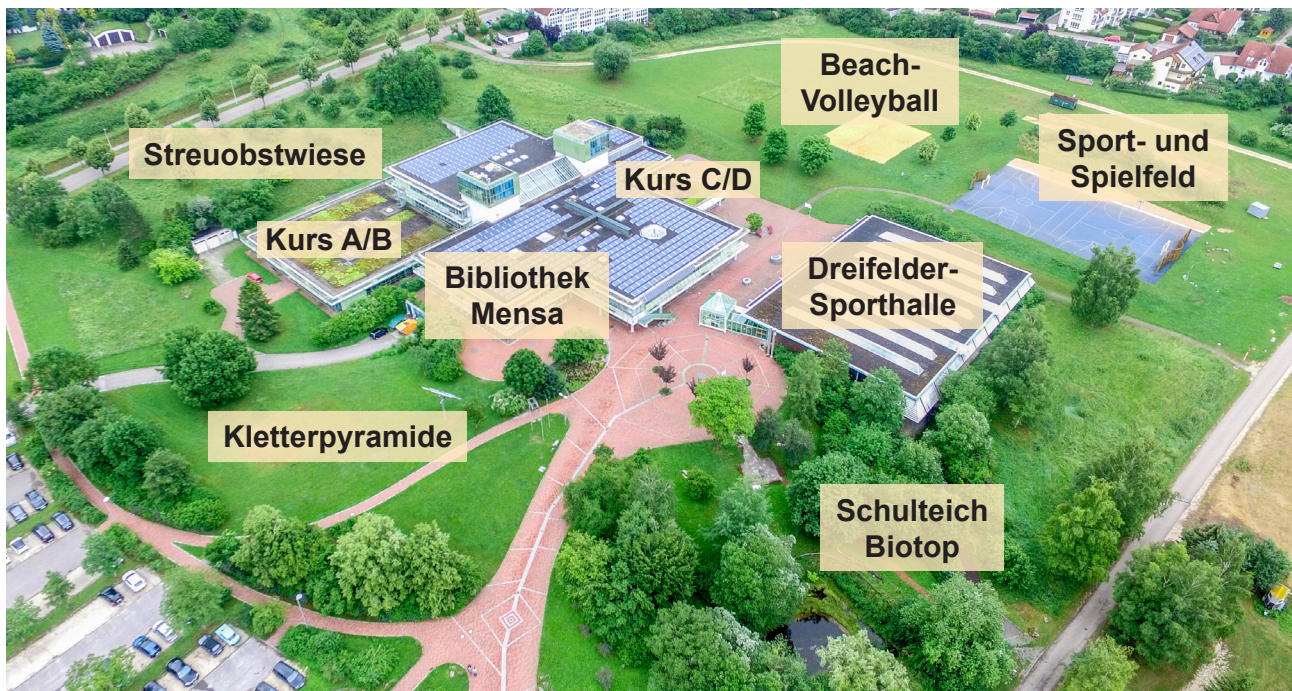 Beach-
Volleyball
Streuobstwiese
Sport- und
Spielfeld
Kurs C/D
Kurs A/B
Bibliothek
Mensa
Dreifelder-
Sporthalle
Kletterpyramide
Schulteich
Biotop